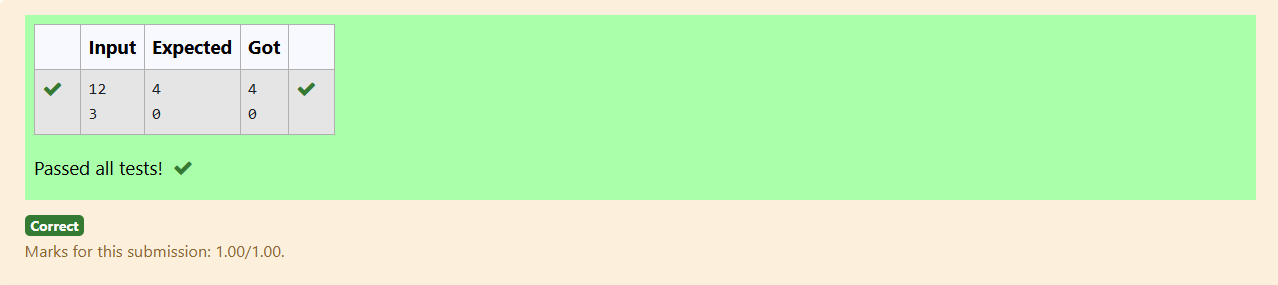 Input Expected Got
12 4 4
3 0 0
Passed all tests!
Correct
Marks for this submission: 1.00/1.00.